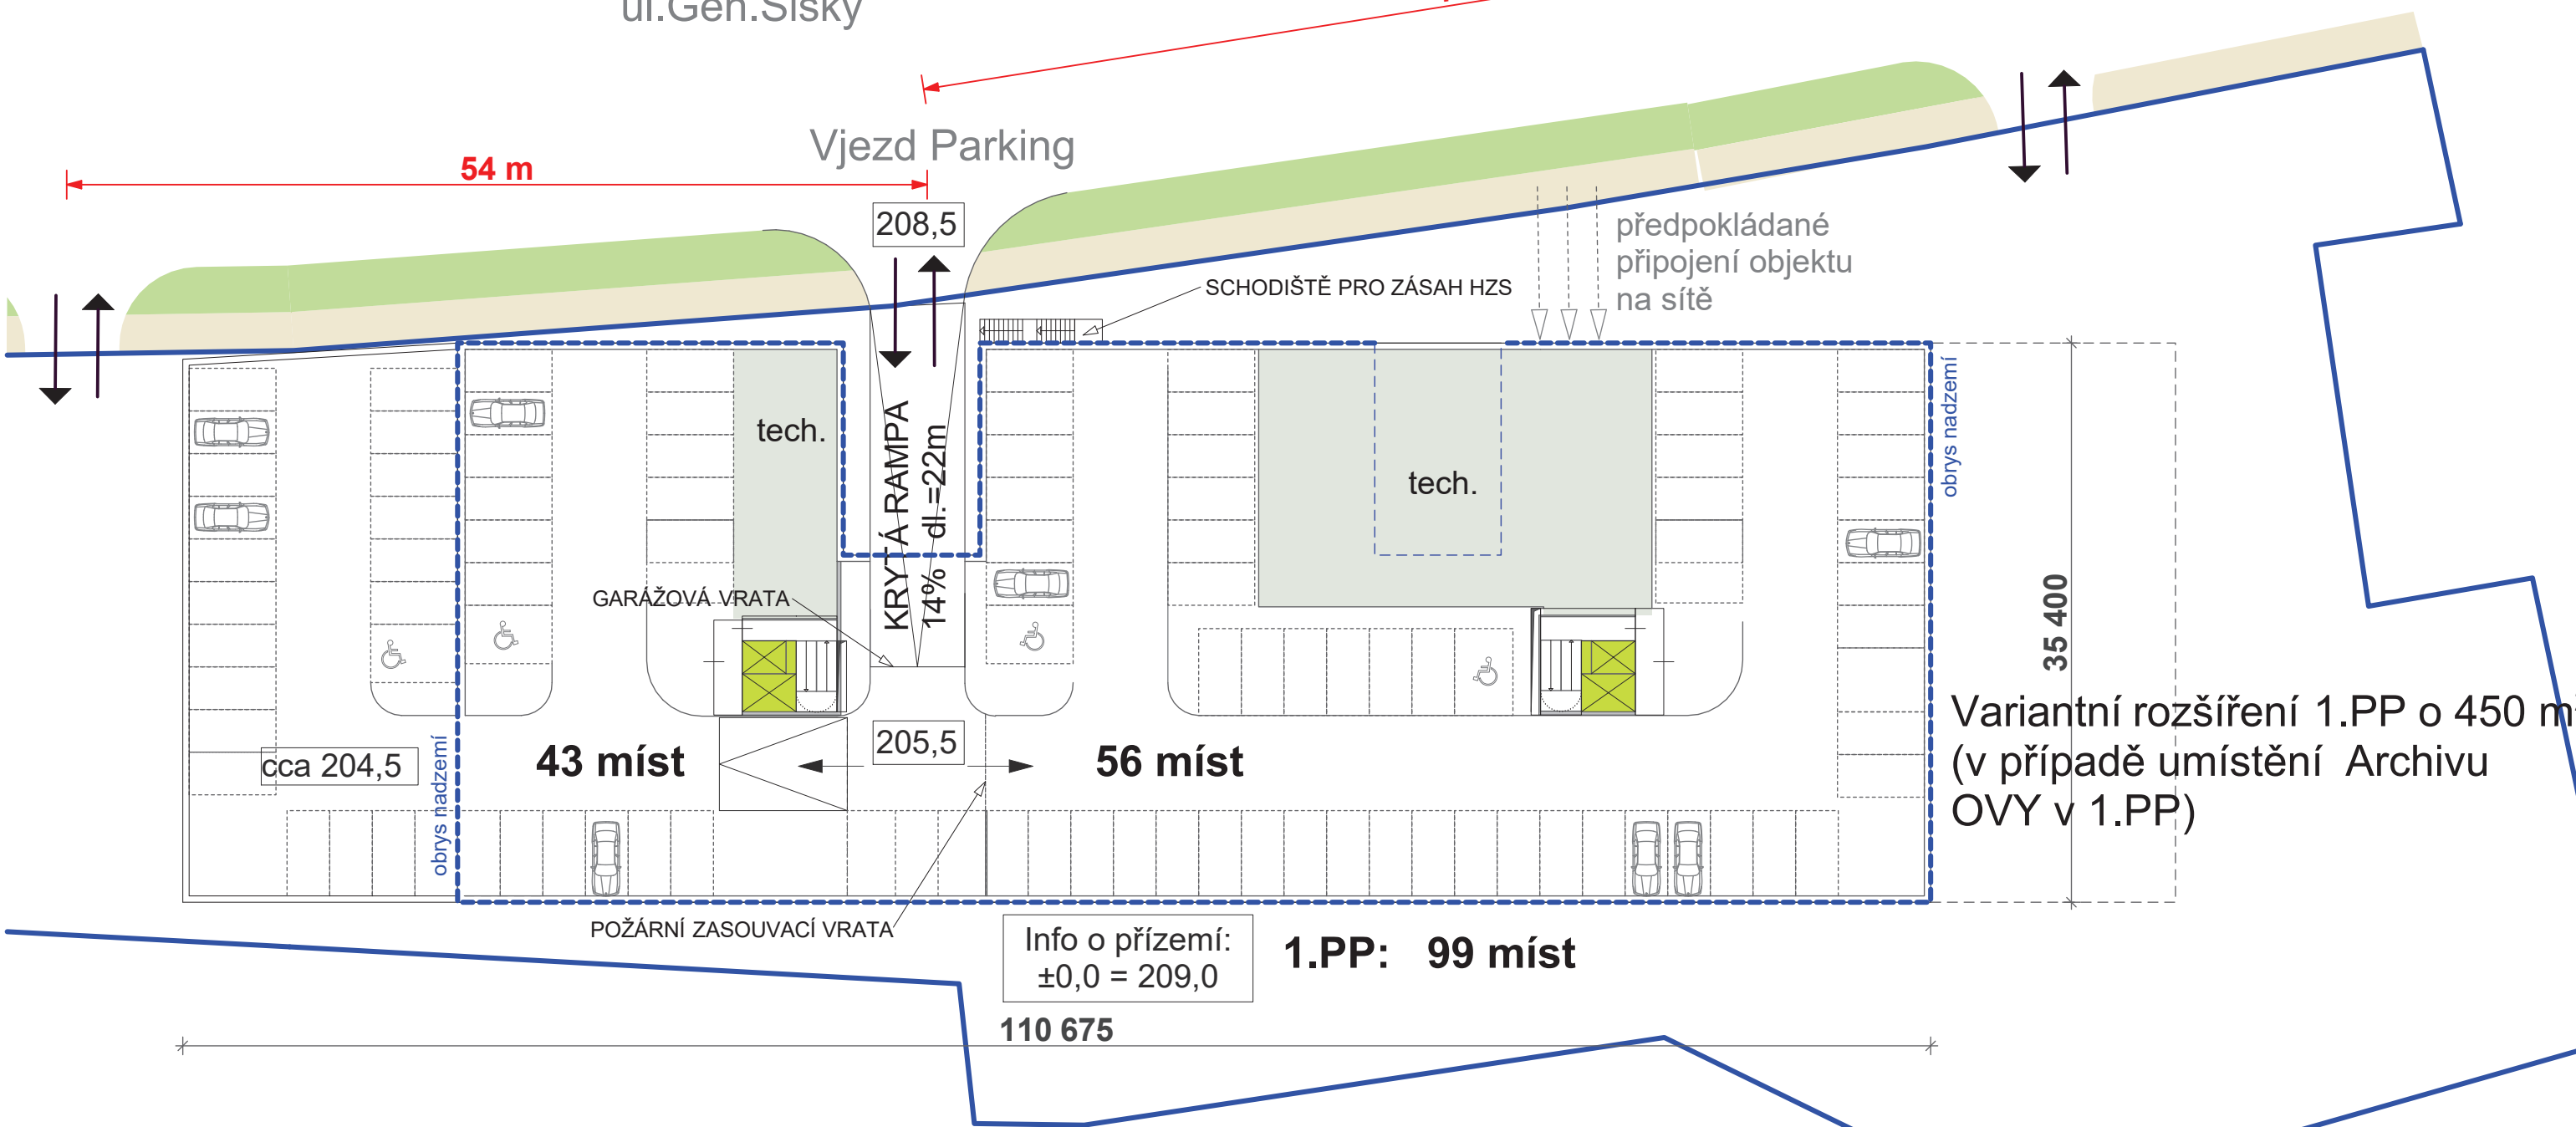 ul.Gen.Šišky
Vjezd Parking
54 m
208,5
předpokládané
připojení objektu
na sítě
SCHODIŠTĚ PRO ZÁSAH HZS
tech.
KRYTÁ RAMPA
14% dl.=22m
tech.
obrys nadzemí
GARÁŽOVÁ VRATA
35 400
205,5
cca 204,5
obrys nadzemí
43 míst
56 míst
Variantní rozšíření 1.PP o 450 m
(v případě umístění Archivu
OVY v 1.PP)
POŽÁRNÍ ZASOUVACÍ VRATA
Info o přízemí:
±0,0 = 209,0
1.PP: 99 míst
110 675